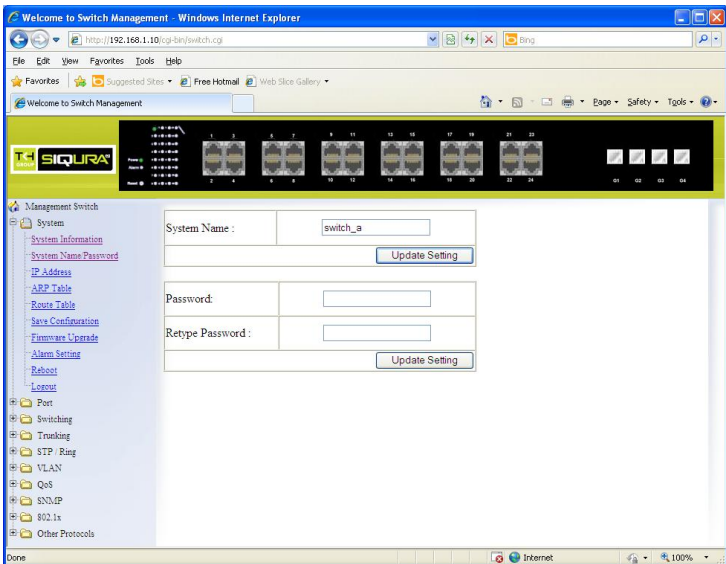 Welcome to Switch Management - Windows Internet Explorer
http://192.168.1.10/cgi-bin/switch.cgi
Bing
File Edit View Favorites Tools Help
Favorites Suggested Sites Free Hotmail Web Slice Gallery
Welcome to Switch Management
Page Safety Tools
TKH GROUP SIQURA
1 3 5 7 9 11 13 15 17 19 21 23
Power
Alarm
Reset
2 4 6 8 10 12 14 16 18 20 22 24 G1 G2 G3 G4
Management Switch
System
System Information
System Name/Password
IP Address
ARP Table
Route Table
Save Configuration
Firmware Upgrade
Alarm Setting
Reboot
Logout
Port
Switching
Trunking
STP / Ring
VLAN
QoS
SNMP
802.1x
Other Protocols
System Name : switch_a
Update Setting
Password:
Retype Password :
Update Setting
Done Internet 100%